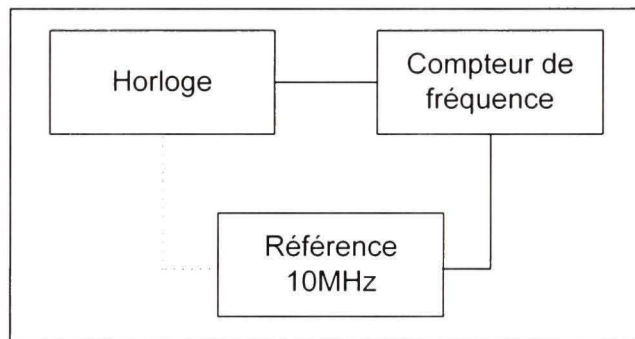 Horloge
Compteur de
fréquence
Référence
10MHz